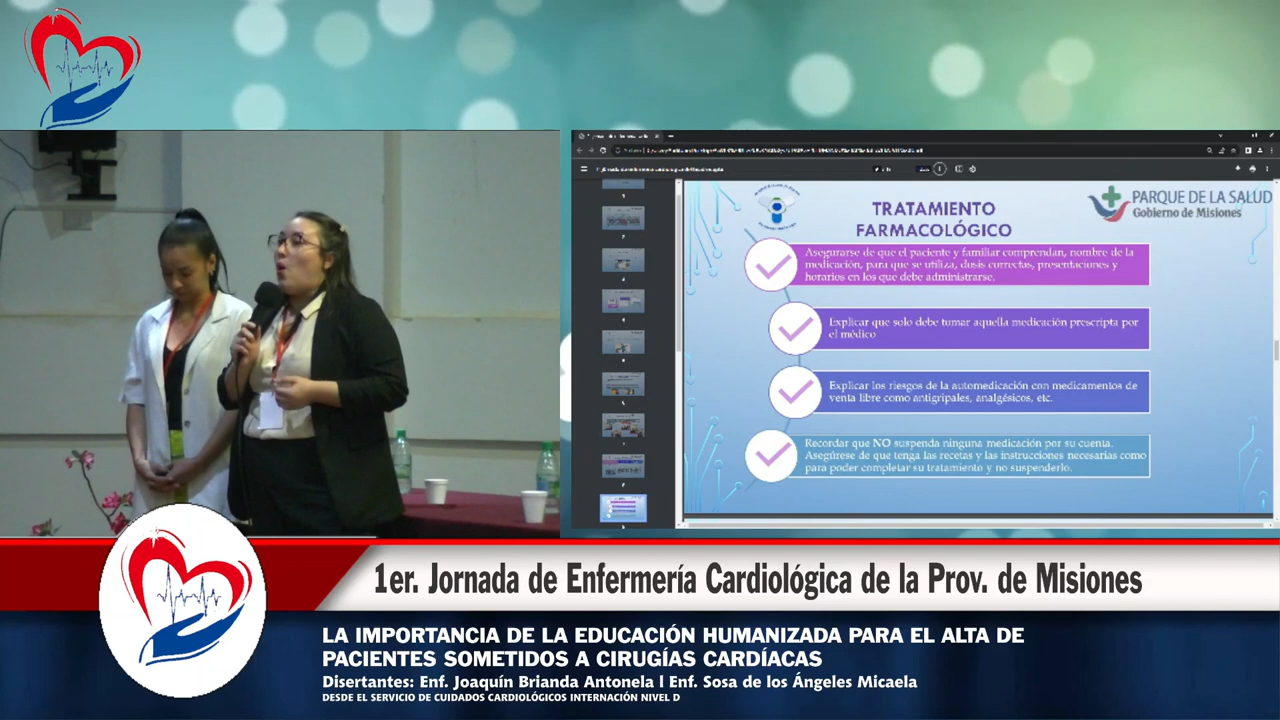 TRATAMIENTO
FARMACOLÓGICO
PARQUE DE LA SALUD
Gobierno de Misiones
Asegurarse de que el paciente y familiar comprendan, nombre de la
medicación, para que se utiliza, dosis correctas, presentaciones y
horarios en los que debe administrarse.
Explicar que solo debe tomar aquella medicación prescripta por
el médico
Explicar los riesgos de la automedicación con medicamentos de
venta libre como antigripales, analgésicos, etc.
Recordar que NO suspenda ninguna medicación por su cuenta.
Asegúrese de que tenga las recetas y las instrucciones necesarias como
para poder completar su tratamiento y no suspenderlo.
1er. Jornada de Enfermería Cardiológica de la Prov. de Misiones
LA IMPORTANCIA DE LA EDUCACIÓN HUMANIZADA PARA EL ALTA DE
PACIENTES SOMETIDOS A CIRUGÍAS CARDÍACAS
Disertantes: Enf. Joaquín Brianda Antonela l Enf. Sosa de los Ángeles Micaela
DESDE EL SERVICIO DE CUIDADOS CARDIOLÓGICOS INTERNACIÓN NIVEL D